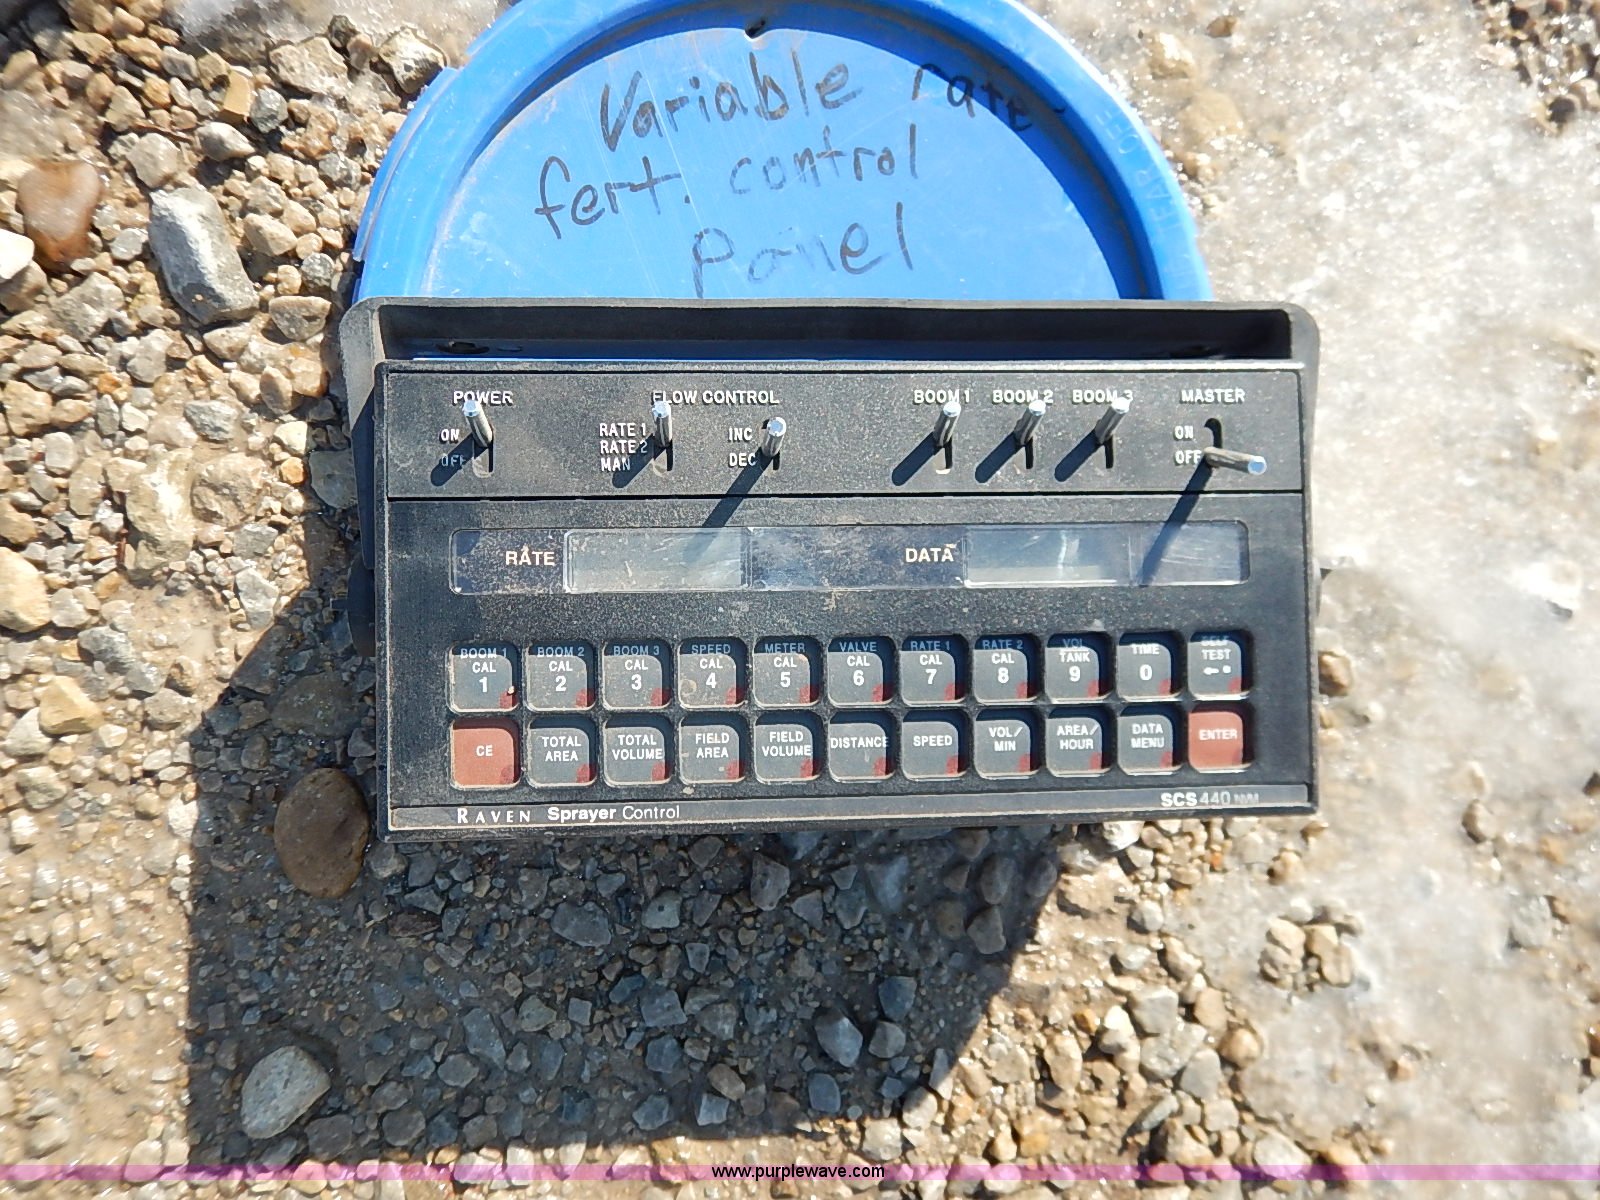 Variable rate
fert. control
panel
TEAR OFF
POWER
FLOW CONTROL
BOOM 1 BOOM 2 BOOM 3 MASTER
ON
OFF
RATE 1
RATE 2
MAN
INC
DEC
ON
OFF
RATE
DATA
BOOM 1 CAL 1
BOOM 2 CAL 2
BOOM 3 CAL 3
SPEED CAL 4
METER CAL 5
VALVE CAL 6
RATE 1 CAL 7
RATE 2 CAL 8
VOL TANK 9
TIME 0
SELF TEST
CE
TOTAL AREA
TOTAL VOLUME
FIELD AREA
FIELD VOLUME
DISTANCE
SPEED
VOL/ MIN
AREA/ HOUR
DATA MENU
ENTER
RAVEN Sprayer Control
SCS 440
www.purplewave.com